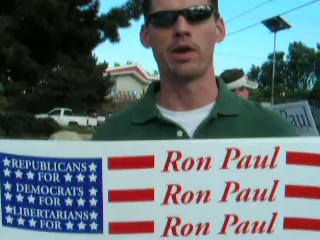 REPUBLICANS FOR Ron Paul
DEMOCRATS FOR Ron Paul
LIBERTARIANS FOR Ron Paul
Paul